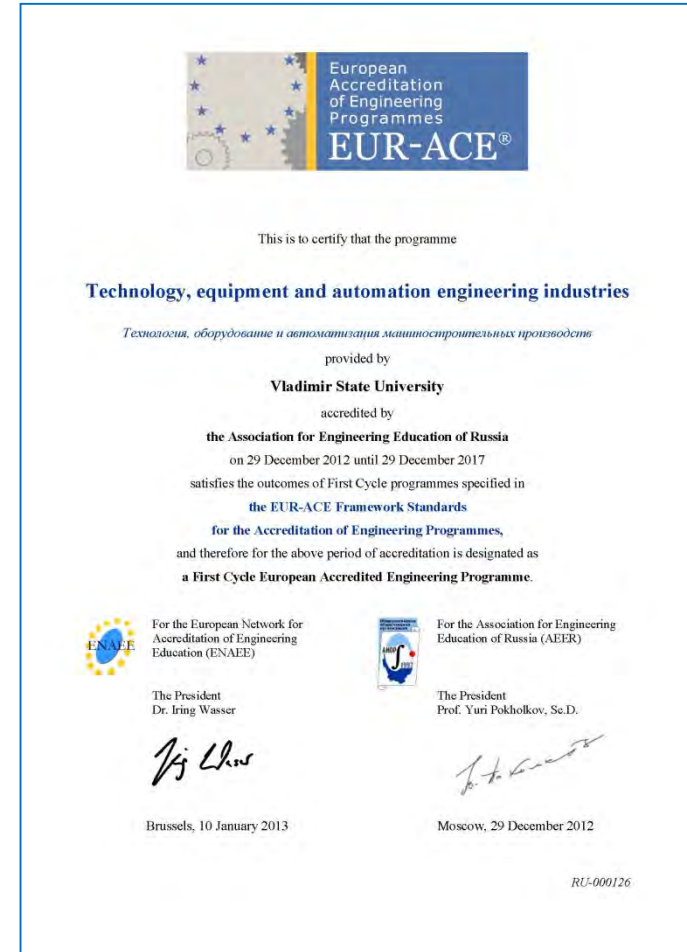 European
Accreditation
of Engineering
Programmes
EUR-ACE®
This is to certify that the programme
Technology, equipment and automation engineering industries
Технология, оборудование и автоматизация машиностроительных производств
provided by
Vladimir State University
accredited by
the Association for Engineering Education of Russia
on 29 December 2012 until 29 December 2017
satisfies the outcomes of First Cycle programmes specified in
the EUR-ACE Framework Standards
for the Accreditation of Engineering Programmes,
and therefore for the above period of accreditation is designated as
a First Cycle European Accredited Engineering Programme.
ENAEE
For the European Network for
Accreditation of Engineering
Education (ENAEE)
The President
Dr. Iring Wasser
Brussels, 10 January 2013
АИОР
For the Association for Engineering
Education of Russia (AEER)
The President
Prof. Yuri Pokholkov, Sc.D.
Moscow, 29 December 2012
RU-000126